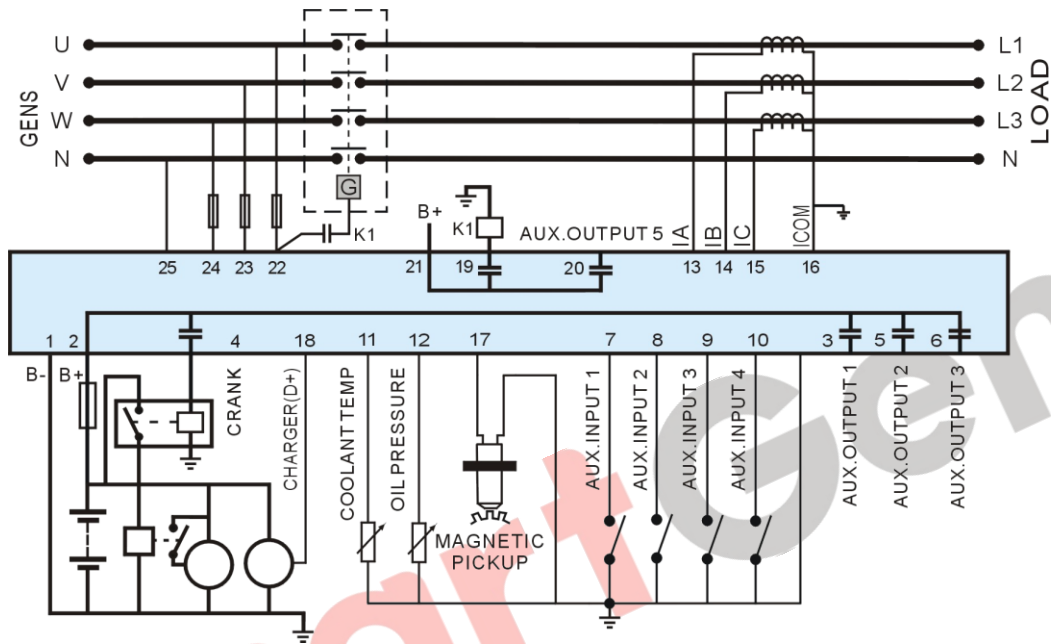 U
L1
V
L2
W
L3
N
N
GENS
LOAD
G
K1
B+
K1
AUX.OUTPUT 5
IA
IB
IC
ICOM
25
24
23
22
21
19
20
13
14
15
16
1
2
4
18
11
12
17
7
8
9
10
3
5
6
B-
B+
CRANK
CHARGER(D+)
COOLANT TEMP
OIL PRESSURE
MAGNETIC
PICKUP
AUX.INPUT 1
AUX.INPUT 2
AUX.INPUT 3
AUX.INPUT 4
AUX.OUTPUT 1
AUX.OUTPUT 2
AUX.OUTPUT 3
artGen